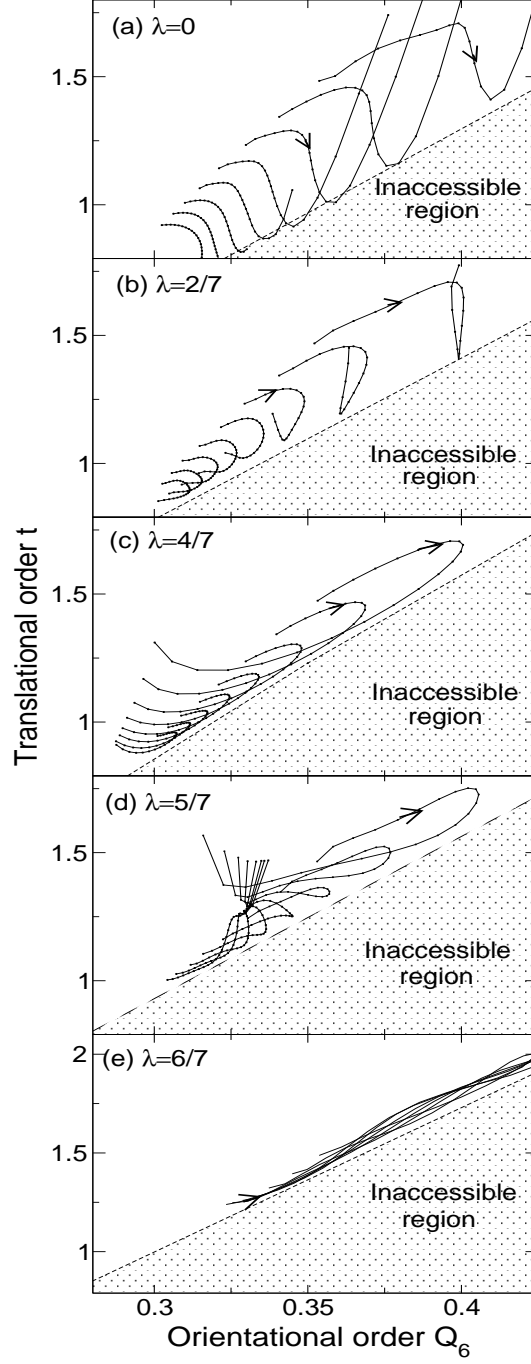 (a) λ=0
1.5
1
Inaccessible
region
(b) λ=2/7
1.5
1
Inaccessible
region
(c) λ=4/7
1.5
1
Inaccessible
region
(d) λ=5/7
1.5
1
Inaccessible
region
(e) λ=6/7
2
1.5
1
Inaccessible
region
0.3
0.35
0.4
Translational order t
Orientational order Q₆